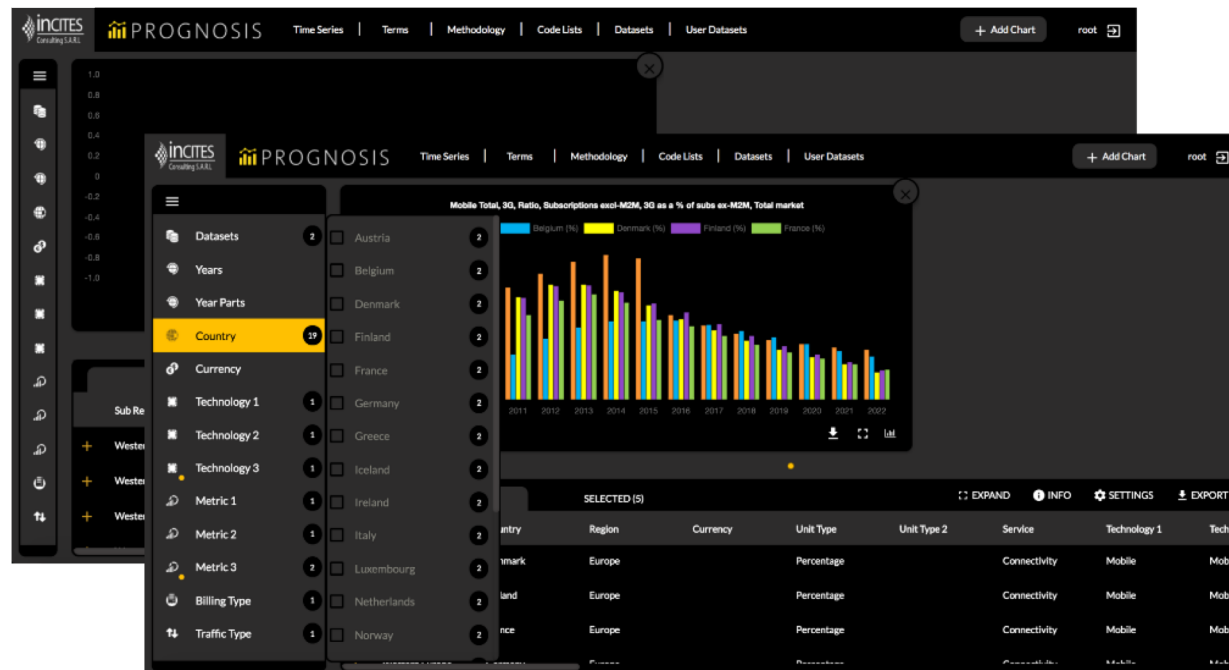 incites
Consulting S.A.R.L
PROGNOSIS
Time Series | Terms | Methodology | Code Lists | Datasets | User Datasets
+ Add Chart
root
1.0
0.8
0.6
0.4
0.2
0
-0.2
-0.4
-0.6
-0.8
-1.0
Sub Re
+ Wester
+ Wester
+ Wester
incites
Consulting S.A.R.L
PROGNOSIS
Time Series | Terms | Methodology | Code Lists | Datasets | User Datasets
+ Add Chart
root
Datasets 2
Years
Year Parts
Country 19
Currency
Technology 1 1
Technology 2 1
Technology 3 1
Metric 1 1
Metric 2 1
Metric 3 2
Billing Type 1
Traffic Type 1
Austria 2
Belgium 2
Denmark 2
Finland 2
France 2
Germany 2
Greece 2
Iceland 2
Ireland 2
Italy 2
Luxembourg 2
Netherlands 2
Norway 2
Mobile Total, 3G, Ratio, Subscriptions excl-M2M, 3G as a % of subs ex-M2M, Total market
Belgium (%) Denmark (%) Finland (%) France (%)
2011 2012 2013 2014 2015 2016 2017 2018 2019 2020 2021 2022
SELECTED (5)
EXPAND INFO SETTINGS EXPORT
untry Region Currency Unit Type Unit Type 2 Service Technology 1 Tech
nmark Europe Percentage Connectivity Mobile Mob
land Europe Percentage Connectivity Mobile Mob
nce Europe Percentage Connectivity Mobile Mob